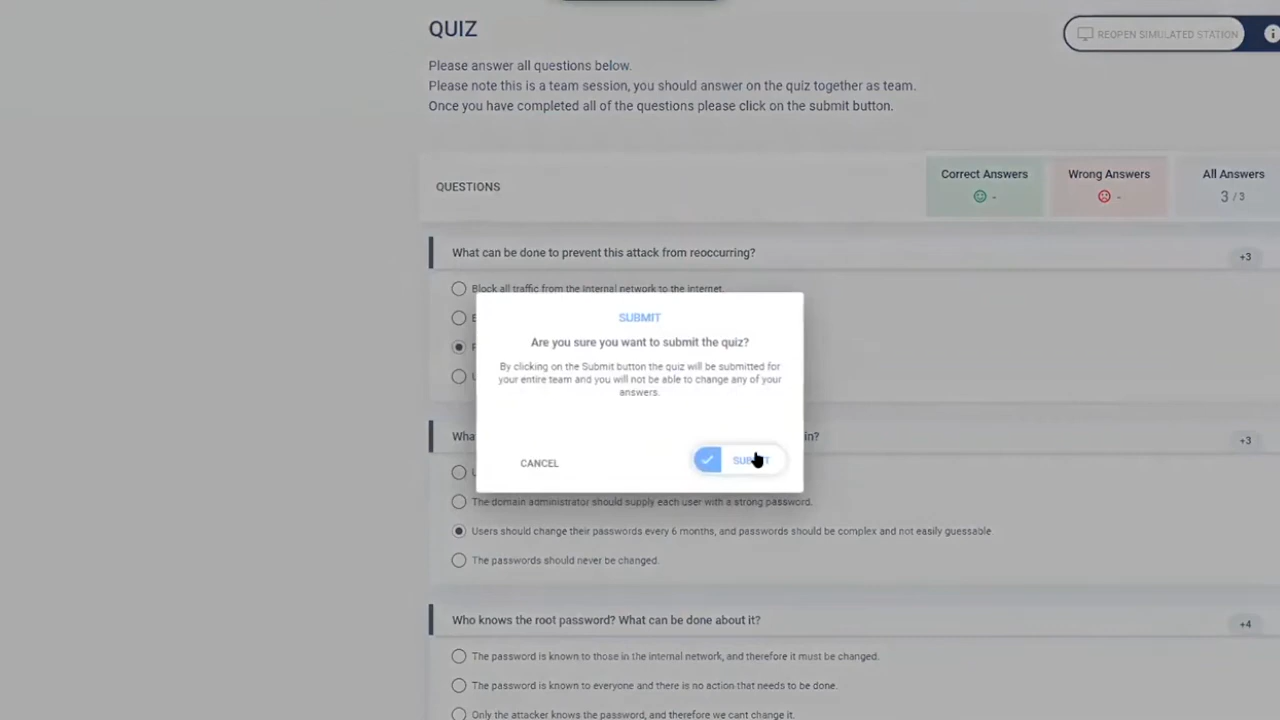 QUIZ
REOPEN SIMULATED STATION
Please answer all questions below.
Please note this is a team session, you should answer on the quiz together as team.
Once you have completed all of the questions please click on the submit button.
QUESTIONS
Correct Answers
Wrong Answers
All Answers
-
-
3 / 3
What can be done to prevent this attack from reoccurring?
+3
Block all traffic from the internal network to the internet.
SUBMIT
Are you sure you want to submit the quiz?
By clicking on the Submit button the quiz will be submitted for
your entire team and you will not be able to change any of your
answers.
CANCEL
SUBMIT
in?
+3
The domain administrator should supply each user with a strong password.
Users should change their passwords every 6 months, and passwords should be complex and not easily guessable
The passwords should never be changed.
Who knows the root password? What can be done about it?
+4
The password is known to those in the internal network, and therefore it must be changed.
The password is known to everyone and there is no action that needs to be done.
Only the attacker knows the password, and therefore we cant change it.